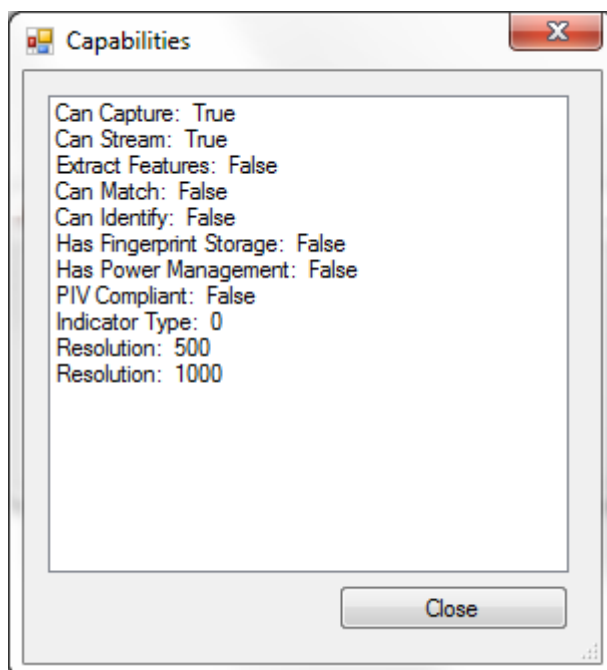 Capabilities
Can Capture: True
Can Stream: True
Extract Features: False
Can Match: False
Can Identify: False
Has Fingerprint Storage: False
Has Power Management: False
PIV Compliant: False
Indicator Type: 0
Resolution: 500
Resolution: 1000
Close